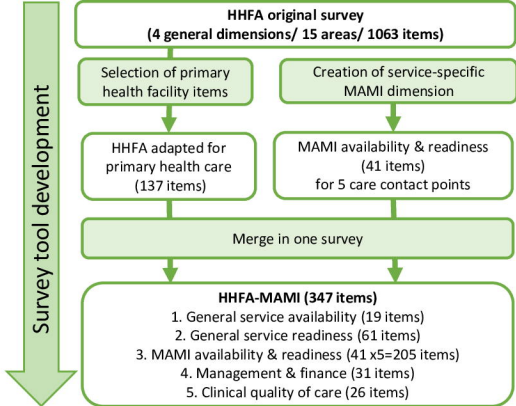 HHFA original survey
(4 general dimensions/ 15 areas/ 1063 items)
Selection of primary
health facility items
Creation of service-specific
MAMI dimension
HHFA adapted for
primary health care
(137 items)
MAMI availability & readiness
(41 items)
for 5 care contact points
Merge in one survey
HHFA-MAMI (347 items)
1. General service availability (19 items)
2. General service readiness (61 items)
3. MAMI availability & readiness (41 x5=205 items)
4. Management & finance (31 items)
5. Clinical quality of care (26 items)
Survey tool development